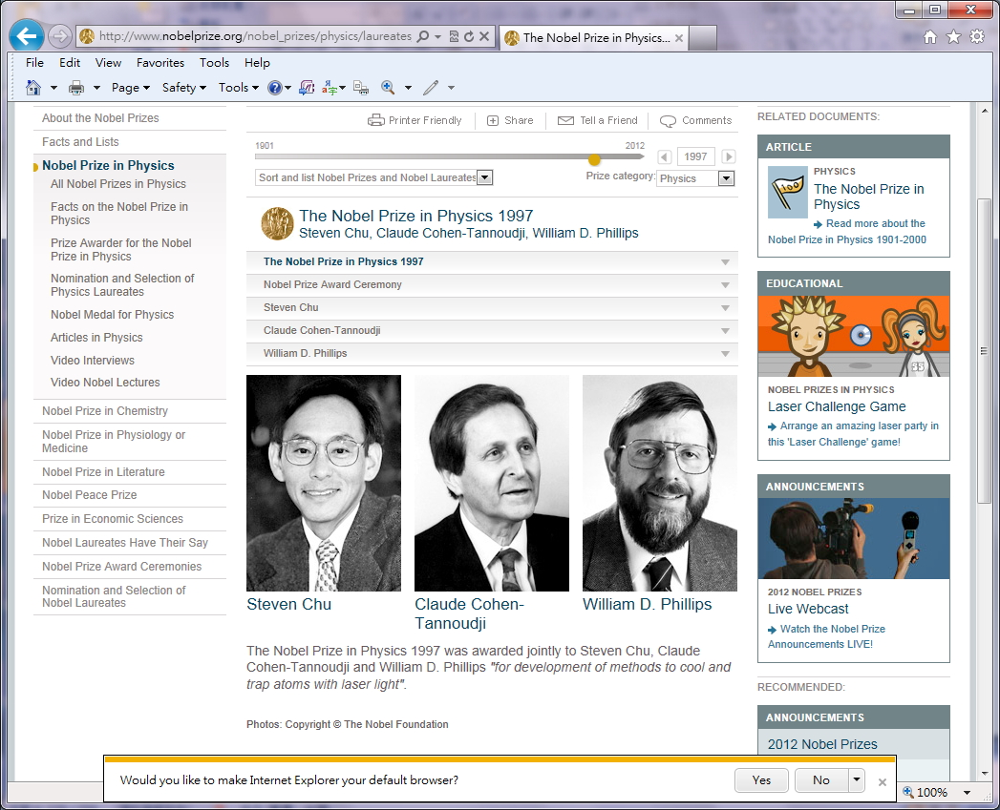 http://www.nobelprize.org/nobel_prizes/physics/laureates
The Nobel Prize in Physics...
File Edit View Favorites Tools Help
Page Safety Tools
About the Nobel Prizes
Facts and Lists
Nobel Prize in Physics
All Nobel Prizes in Physics
Facts on the Nobel Prize in
Physics
Prize Awarder for the Nobel
Prize in Physics
Nomination and Selection of
Physics Laureates
Nobel Medal for Physics
Articles in Physics
Video Interviews
Video Nobel Lectures
Nobel Prize in Chemistry
Nobel Prize in Physiology or
Medicine
Nobel Prize in Literature
Nobel Peace Prize
Prize in Economic Sciences
Nobel Laureates Have Their Say
Nobel Prize Award Ceremonies
Nomination and Selection of
Nobel Laureates
Printer Friendly Share Tell a Friend Comments
1901 2012
1997
Sort and list Nobel Prizes and Nobel Laureates
Prize category: Physics
The Nobel Prize in Physics 1997
Steven Chu, Claude Cohen-Tannoudji, William D. Phillips
The Nobel Prize in Physics 1997
Nobel Prize Award Ceremony
Steven Chu
Claude Cohen-Tannoudji
William D. Phillips
Steven Chu
Claude Cohen-
Tannoudji
William D. Phillips
The Nobel Prize in Physics 1997 was awarded jointly to Steven Chu, Claude
Cohen-Tannoudji and William D. Phillips "for development of methods to cool and
trap atoms with laser light".
Photos: Copyright © The Nobel Foundation
RELATED DOCUMENTS:
ARTICLE
100
PHYSICS
The Nobel Prize in
Physics
Read more about the
Nobel Prize in Physics 1901-2000
EDUCATIONAL
55
NOBEL PRIZES IN PHYSICS
Laser Challenge Game
Arrange an amazing laser party in
this 'Laser Challenge' game!
ANNOUNCEMENTS
2012 NOBEL PRIZES
Live Webcast
Watch the Nobel Prize
Announcements LIVE!
RECOMMENDED:
ANNOUNCEMENTS
2012 Nobel Prizes
Would you like to make Internet Explorer your default browser?
Yes No
100%